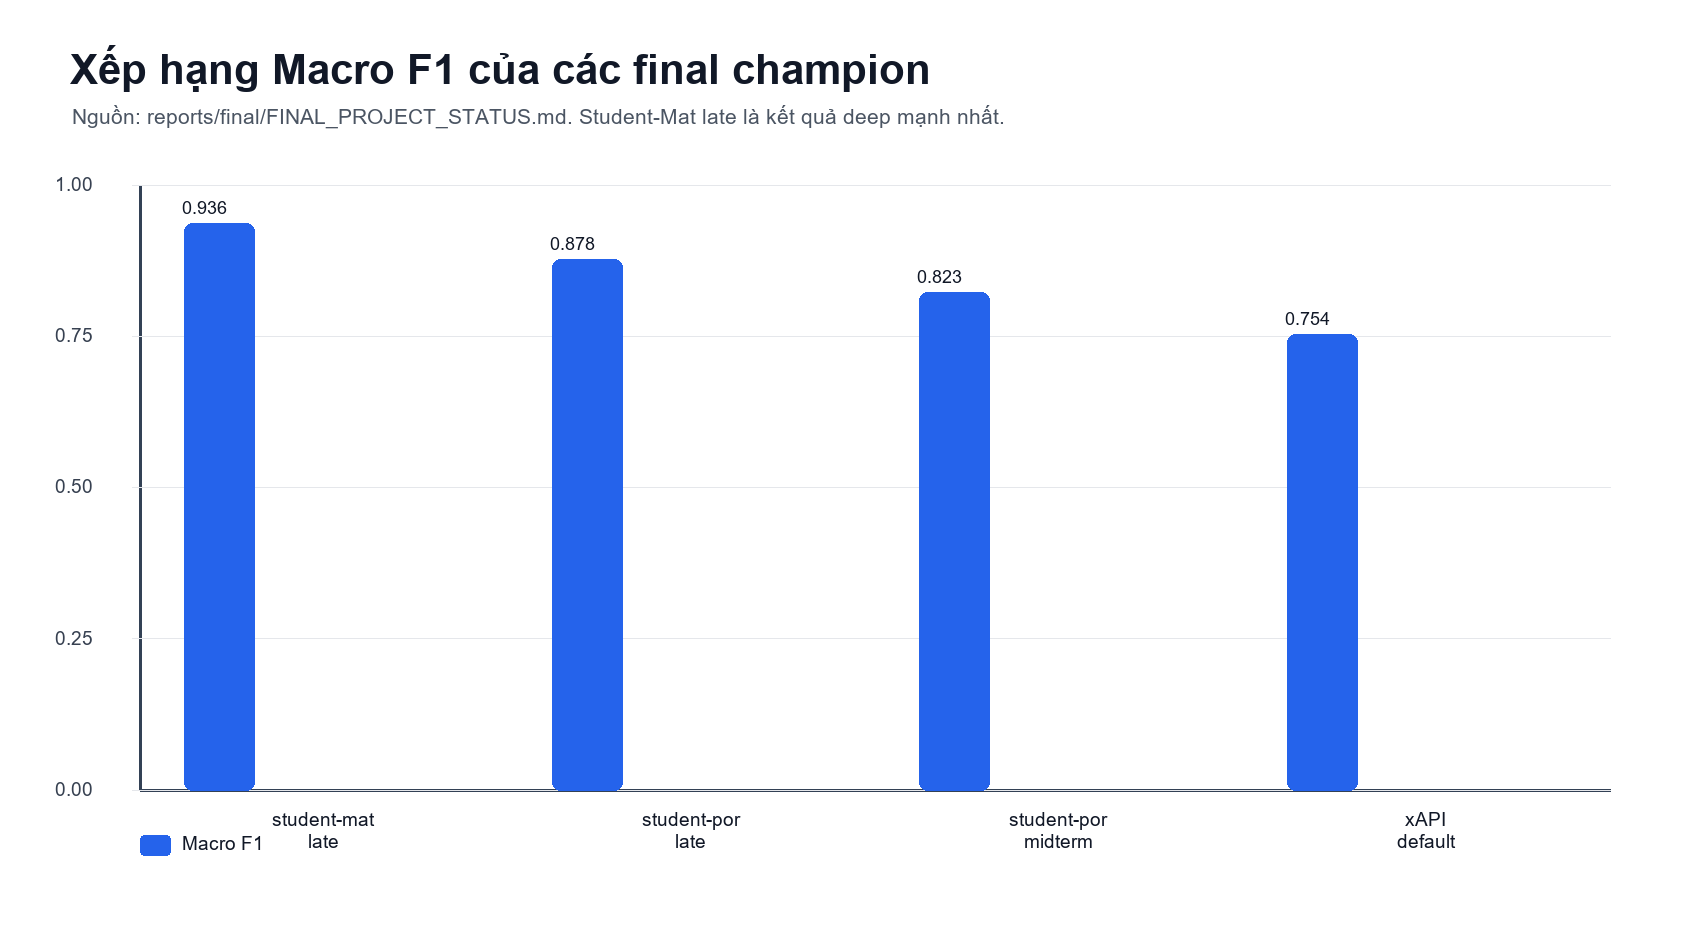 Xếp hạng Macro F1 của các final champion
Nguồn: reports/final/FINAL_PROJECT_STATUS.md. Student-Mat late là kết quả deep mạnh nhất.
1.00
0.75
0.50
0.25
0.00
0.936
0.878
0.823
0.754
student-mat
late
student-por
late
student-por
midterm
xAPI
default
Macro F1